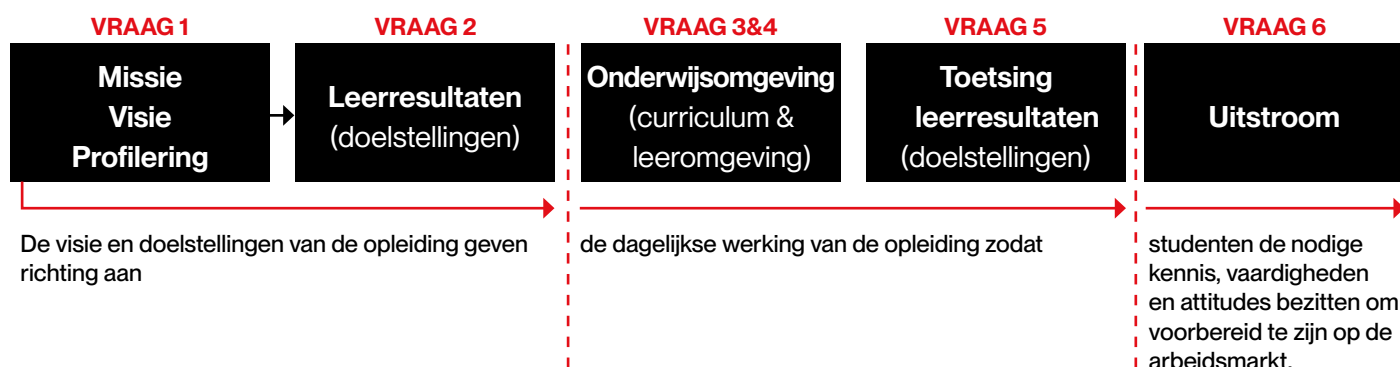 VRAAG 1
VRAAG 2
VRAAG 3&4
VRAAG 5
VRAAG 6
Missie
Visie
Profilering
Leerresultaten
(doelstellingen)
Onderwijsomgeving
(curriculum &
leeromgeving)
Toetsing
leerresultaten
(doelstellingen)
Uitstroom
De visie en doelstellingen van de opleiding geven
richting aan
de dagelijkse werking van de opleiding zodat
studenten de nodige
kennis, vaardigheden
en attitudes bezitten om
voorbereid te zijn op de
arbeidsmarkt.